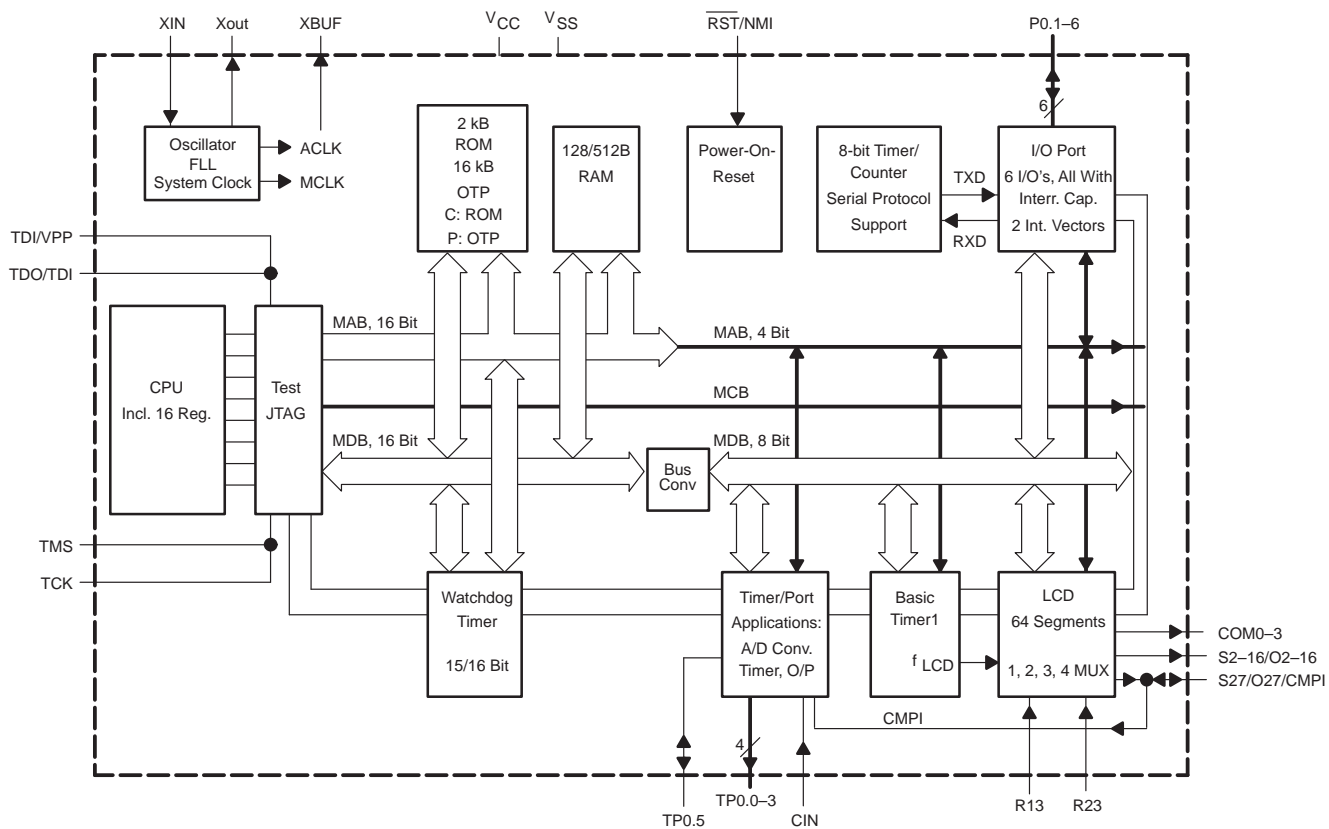 XIN
Xout
XBUF
VCC
VSS
RST/NMI
P0.1–6
6
Oscillator
FLL
System Clock
ACLK
MCLK
2 kB
ROM
16 kB
OTP
C: ROM
P: OTP
128/512B
RAM
Power-On-
Reset
8-bit Timer/
Counter
Serial Protocol
Support
TXD
RXD
I/O Port
6 I/O's, All With
Interr. Cap.
2 Int. Vectors
TDI/VPP
TDO/TDI
CPU
Incl. 16 Reg.
Test
JTAG
MAB, 16 Bit
MAB, 4 Bit
MCB
MDB, 16 Bit
Bus
Conv
MDB, 8 Bit
TMS
TCK
Watchdog
Timer
15/16 Bit
Timer/Port
Applications:
A/D Conv.
Timer, O/P
Basic
Timer1
f LCD
LCD
64 Segments
1, 2, 3, 4 MUX
COM0–3
S2–16/O2–16
S27/O27/CMPI
CMPI
4
TP0.5
TP0.0–3
CIN
R13
R23